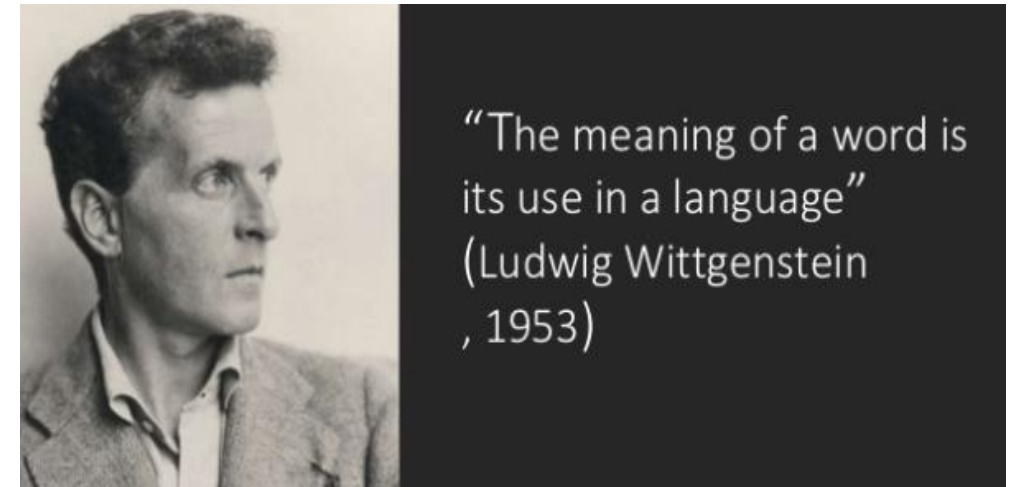 “The meaning of a word is
its use in a language”
(Ludwig Wittgenstein
, 1953)